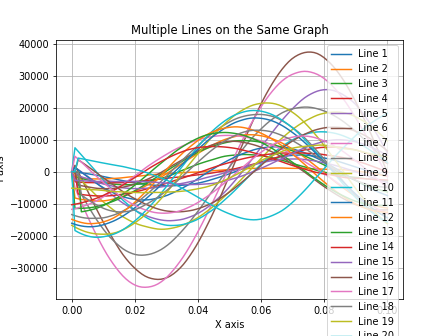 Multiple Lines on the Same Graph
40000
30000
20000
10000
0
−10000
−20000
−30000
0.00
0.02
0.04
0.06
0.08
X axis
axis
Line 1
Line 2
Line 3
Line 4
Line 5
Line 6
Line 7
Line 8
Line 9
Line 10
Line 11
Line 12
Line 13
Line 14
Line 15
Line 16
Line 17
Line 18
Line 19
Line 20